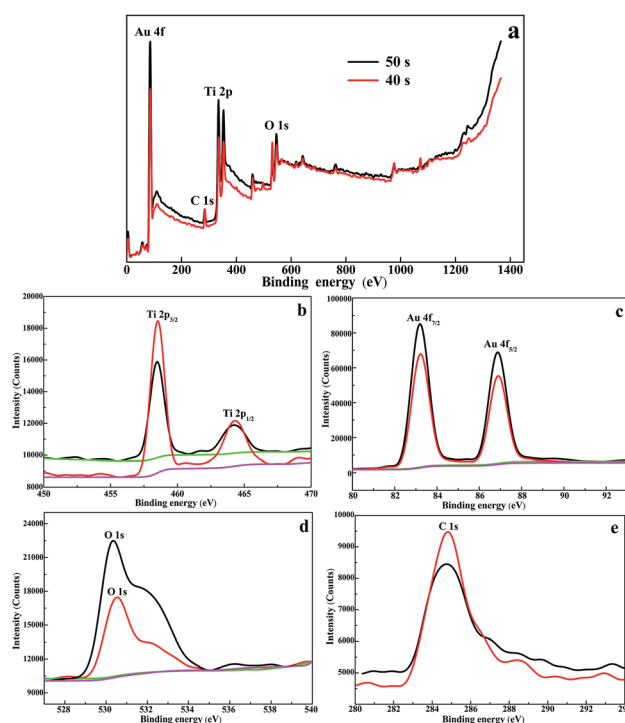 a
Au 4f
50 s
40 s
Ti 2p
O 1s
C 1s
0 200 400 600 800 1000 1200 1400
Binding energy (eV)
b
20000
18000
16000
14000
12000
10000
8000
Intensity (Counts)
Ti 2p3/2
Ti 2p1/2
450 455 460 465 470
Binding energy (eV)
c
100000
80000
60000
40000
20000
0
Intensity (Counts)
Au 4f7/2
Au 4f5/2
80 82 84 86 88 90 92
Binding energy (eV)
d
24000
21000
18000
15000
12000
9000
Intensity (Counts)
O 1s
O 1s
528 530 532 534 536 538 540
Binding energy (eV)
e
10000
9000
8000
7000
6000
5000
Intensity (Counts)
C 1s
280 282 284 286 288 290 292
Binding energy (eV)